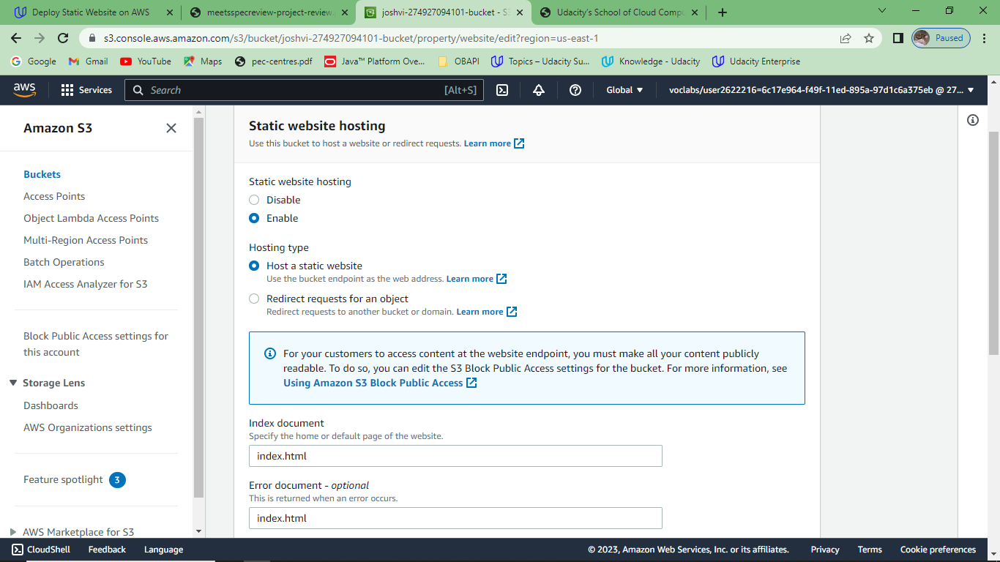 Deploy Static Website on AWS
meetsspecreview-project-review.
joshvi-274927094101-bucket - S3
Udacity's School of Cloud Compu
s3.console.aws.amazon.com/s3/bucket/joshvi-274927094101-bucket/property/website/edit?region=us-east-1
Paused
Google
Gmail
YouTube
Maps
pec-centres.pdf
Java™ Platform Ove...
OBAPI
Topics – Udacity Su...
Knowledge - Udacity
Udacity Enterprise
aws
Services
Search
[Alt+S]
Global
voclabs/user2622216=6c17e964-f49f-11ed-895a-97d1c6a375eb @ 27...
Amazon S3
Buckets
Access Points
Object Lambda Access Points
Multi-Region Access Points
Batch Operations
IAM Access Analyzer for S3
Block Public Access settings for
this account
Storage Lens
Dashboards
AWS Organizations settings
Feature spotlight 3
AWS Marketplace for S3
Static website hosting
Use this bucket to host a website or redirect requests. Learn more
Static website hosting
Disable
Enable
Hosting type
Host a static website
Use the bucket endpoint as the web address. Learn more
Redirect requests for an object
Redirect requests to another bucket or domain. Learn more
For your customers to access content at the website endpoint, you must make all your content publicly
readable. To do so, you can edit the S3 Block Public Access settings for the bucket. For more information, see
Using Amazon S3 Block Public Access
Index document
Specify the home or default page of the website.
index.html
Error document - optional
This is returned when an error occurs.
index.html
CloudShell
Feedback
Language
© 2023, Amazon Web Services, Inc. or its affiliates.
Privacy
Terms
Cookie preferences